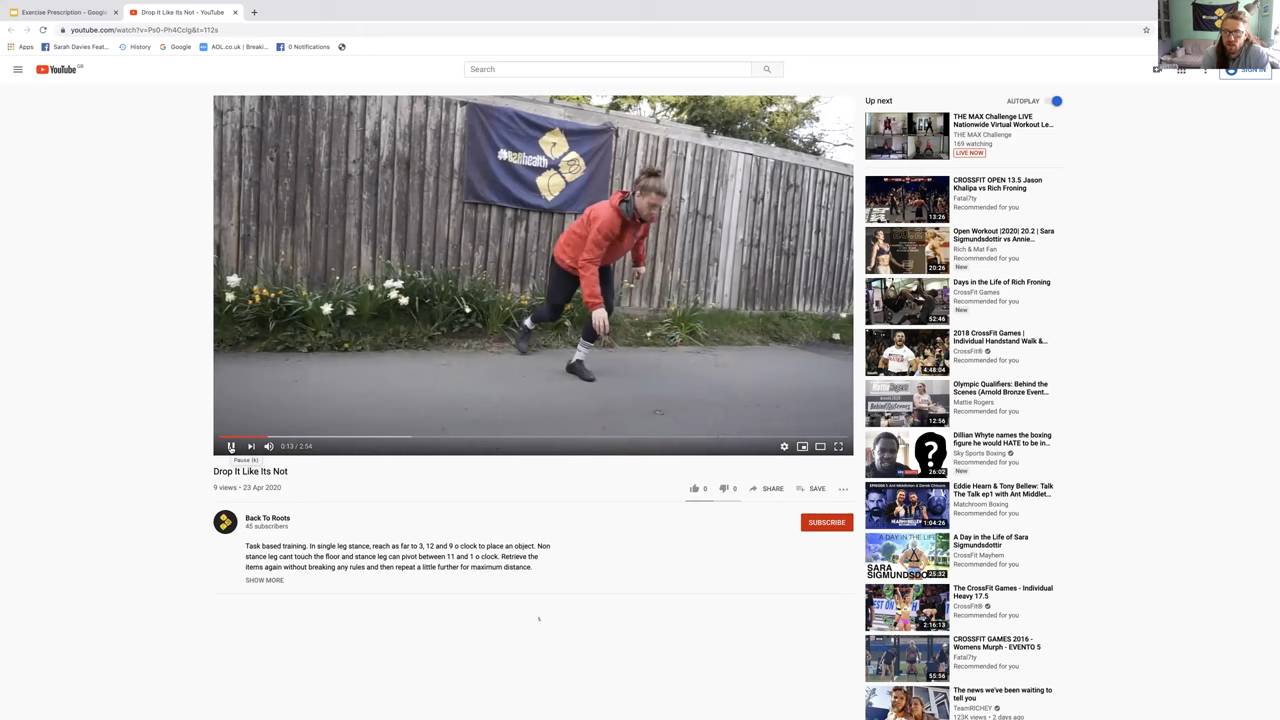 Exercise Prescription - Google
Drop It Like Its Not - YouTube
youtube.com/watch?v=Ps0-Ph4CcIg&t=112s
Apps
Sarah Davies Feat...
History
Google
AOL.co.uk | Breaki...
0 Notifications
YouTube GB
Search
SIGN IN
#B2Rhealth
Pause (k)
0:13 / 2:54
Drop It Like Its Not
9 views • 23 Apr 2020
0
0
SHARE
SAVE
Back To Roots
45 subscribers
SUBSCRIBE
Task based training. In single leg stance, reach as far to 3, 12 and 9 o clock to place an object. Non
stance leg cant touch the floor and stance leg can pivot between 11 and 1 o clock. Retrieve the
items again without breaking any rules and then repeat a little further for maximum distance.
SHOW MORE
Up next
AUTOPLAY
THE MAX Challenge LIVE
Nationwide Virtual Workout Le...
THE MAX Challenge
169 watching
LIVE NOW
CROSSFIT OPEN 13.5 Jason
Khalipa vs Rich Froning
Fatal7ty
Recommended for you
13:26
Open Workout |2020| 20.2 | Sara
Sigmundsdottir vs Annie...
Rich & Mat Fan
Recommended for you
New
20:26
Days in the Life of Rich Froning
CrossFit Games
Recommended for you
New
52:46
2018 CrossFit Games |
Individual Handstand Walk &...
CrossFit®
Recommended for you
4:48:04
Olympic Qualifiers: Behind the
Scenes (Arnold Bronze Event...
Mattie Rogers
Recommended for you
12:56
Dillian Whyte names the boxing
figure he would HATE to be in...
Sky Sports Boxing
Recommended for you
New
26:02
Eddie Hearn & Tony Bellew: Talk
The Talk ep1 with Ant Middlet...
Matchroom Boxing
Recommended for you
1:04:26
A Day in the Life of Sara
Sigmundsdottir
CrossFit Mayhem
Recommended for you
A DAY IN THE LIFE
SARA
SIGMUNDSDO
25:32
The CrossFit Games - Individual
Heavy 17.5
CrossFit®
Recommended for you
2:16:13
CROSSFIT GAMES 2016 -
Womens Murph - EVENTO 5
Fatal7ty
Recommended for you
55:56
The news we've been waiting to
tell you
TeamRICHEY
123K views • 2 days ago